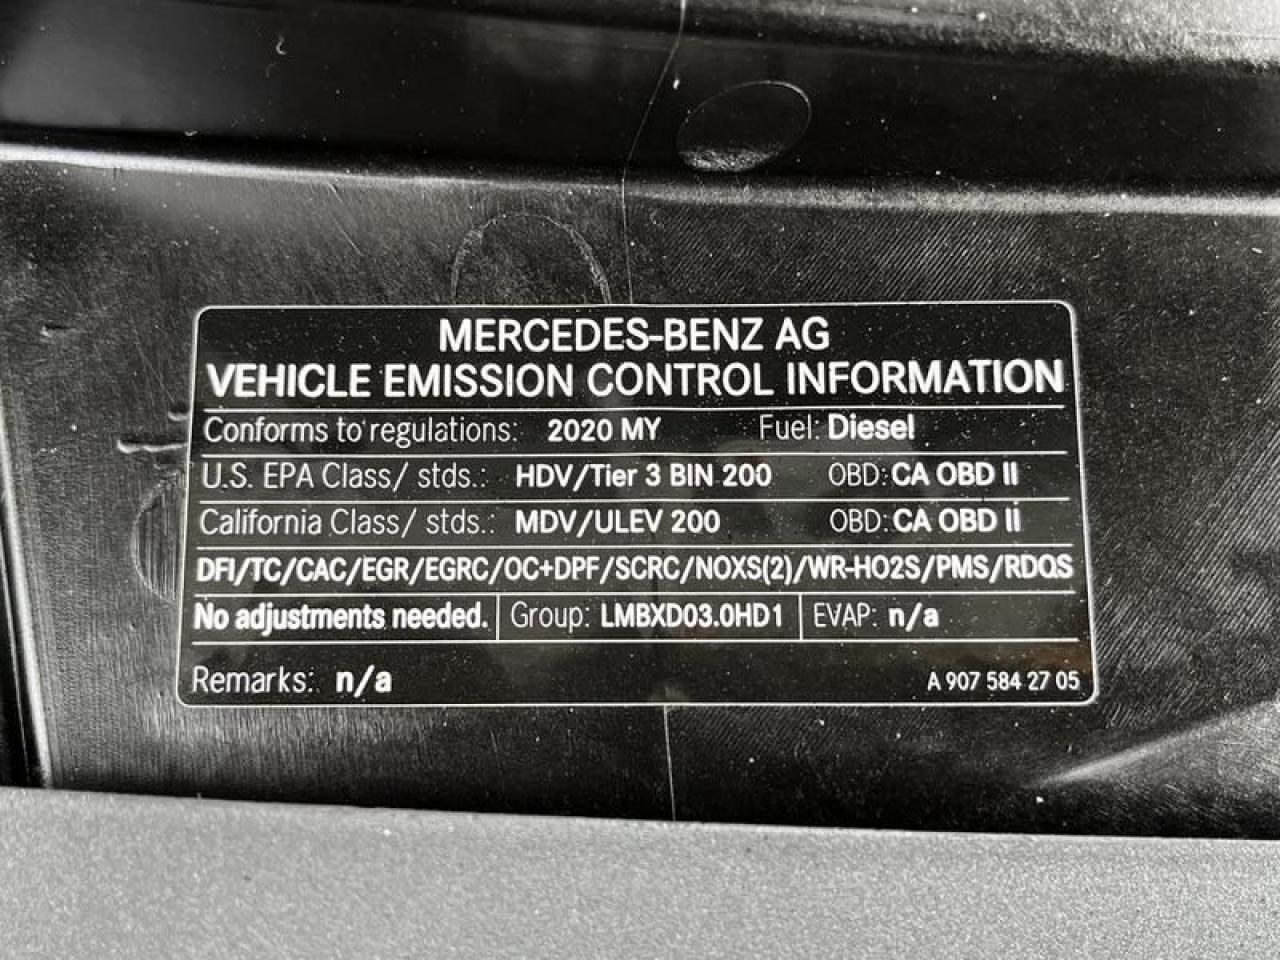 MERCEDES-BENZ AG
VEHICLE EMISSION CONTROL INFORMATION
Conforms to regulations: 2020 MY Fuel: Diesel
U.S. EPA Class/ stds.: HDV/Tier 3 BIN 200 OBD: CA OBD II
California Class/ stds.: MDV/ULEV 200 OBD: CA OBD II
DFI/TC/CAC/EGR/EGRC/OC+DPF/SCRC/NOXS(2)/WR-HO2S/PMS/RDQS
No adjustments needed. Group: LMBXD03.0HD1 EVAP: n/a
Remarks: n/a A 907 584 27 05